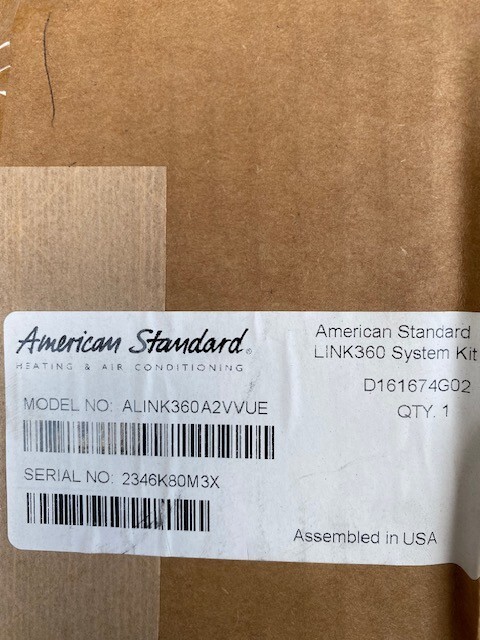 American Standard®
HEATING & AIR CONDITIONING
MODEL NO: ALINK360A2VVUE
SERIAL NO: 2346K80M3X
American Standard
LINK360 System Kit
D161674G02
QTY. 1
Assembled in USA